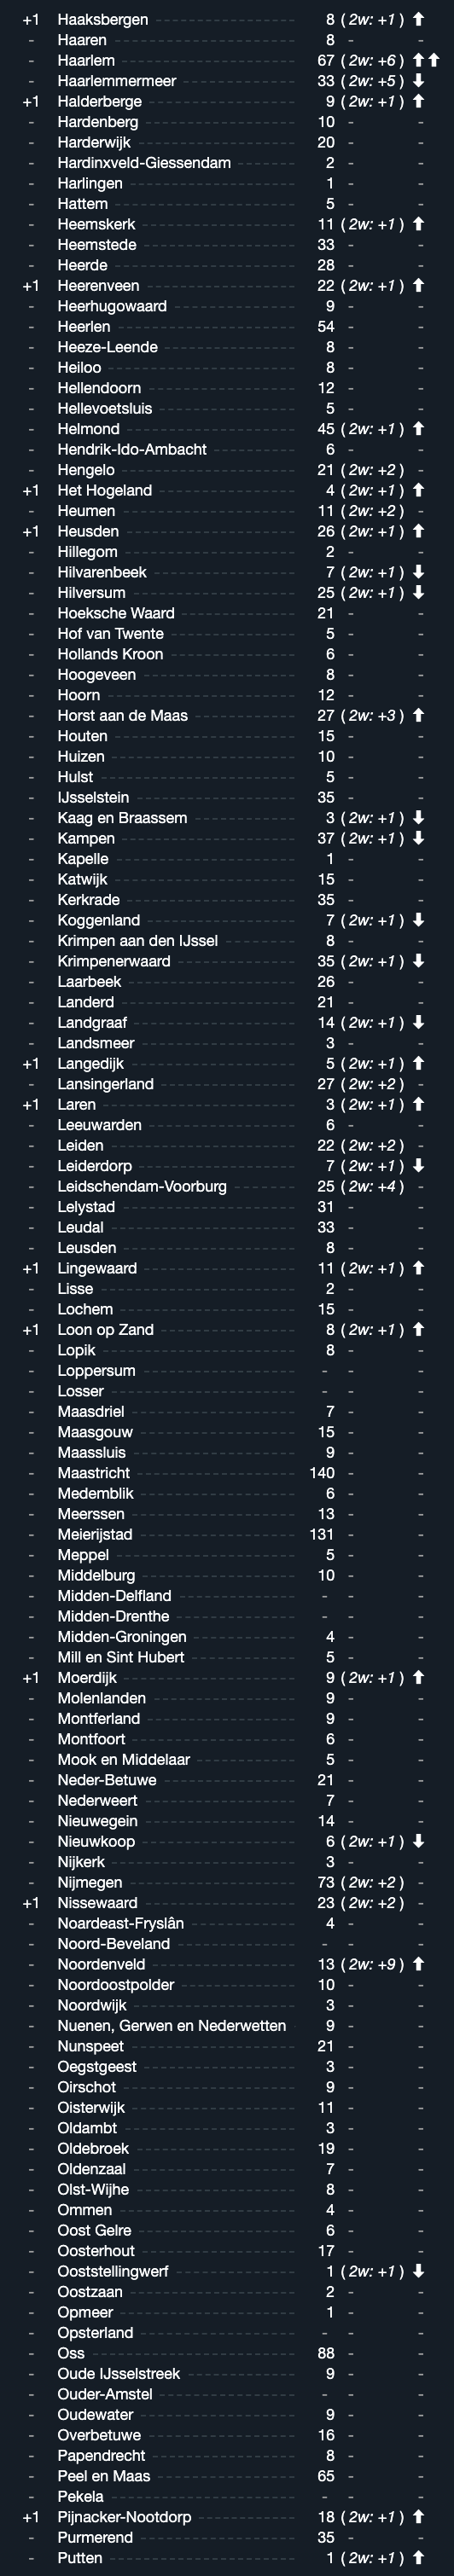 +1 Haaksbergen 8 ( 2w: +1 ) ⬆
- Haaren 8 - -
- Haarlem 67 ( 2w: +6 ) ⬆⬆
- Haarlemmermeer 33 ( 2w: +5 ) ⬇
+1 Halderberge 9 ( 2w: +1 ) ⬆
- Hardenberg 10 - -
- Harderwijk 20 - -
- Hardinxveld-Giessendam 2 - -
- Harlingen 1 - -
- Hattem 5 - -
- Heemskerk 11 ( 2w: +1 ) ⬆
- Heemstede 33 - -
- Heerde 28 - -
+1 Heerenveen 22 ( 2w: +1 ) ⬆
- Heerhugowaard 9 - -
- Heerlen 54 - -
- Heeze-Leende 8 - -
- Heiloo 8 - -
- Hellendoorn 12 - -
- Hellevoetsluis 5 - -
- Helmond 45 ( 2w: +1 ) ⬆
- Hendrik-Ido-Ambacht 6 - -
- Hengelo 21 ( 2w: +2 ) -
+1 Het Hogeland 4 ( 2w: +1 ) ⬆
- Heumen 11 ( 2w: +2 ) -
+1 Heusden 26 ( 2w: +1 ) ⬆
- Hillegom 2 - -
- Hilvarenbeek 7 ( 2w: +1 ) ⬇
- Hilversum 25 ( 2w: +1 ) ⬇
- Hoeksche Waard 21 - -
- Hof van Twente 5 - -
- Hollands Kroon 6 - -
- Hoogeveen 8 - -
- Hoorn 12 - -
- Horst aan de Maas 27 ( 2w: +3 ) ⬆
- Houten 15 - -
- Huizen 10 - -
- Hulst 5 - -
- IJsselstein 35 - -
- Kaag en Braassem 3 ( 2w: +1 ) ⬇
- Kampen 37 ( 2w: +1 ) ⬇
- Kapelle 1 - -
- Katwijk 15 - -
- Kerkrade 35 - -
- Koggenland 7 ( 2w: +1 ) ⬇
- Krimpen aan den IJssel 8 - -
- Krimpenerwaard 35 ( 2w: +1 ) ⬇
- Laarbeek 26 - -
- Landerd 21 - -
- Landgraaf 14 ( 2w: +1 ) ⬇
- Landsmeer 3 - -
+1 Langedijk 5 ( 2w: +1 ) ⬆
- Lansingerland 27 ( 2w: +2 ) -
+1 Laren 3 ( 2w: +1 ) ⬆
- Leeuwarden 6 - -
- Leiden 22 ( 2w: +2 ) -
- Leiderdorp 7 ( 2w: +1 ) ⬇
- Leidschendam-Voorburg 25 ( 2w: +4 ) -
- Lelystad 31 - -
- Leudal 33 - -
- Leusden 8 - -
+1 Lingewaard 11 ( 2w: +1 ) ⬆
- Lisse 2 - -
- Lochem 15 - -
+1 Loon op Zand 8 ( 2w: +1 ) ⬆
- Lopik 8 - -
- Loppersum - - -
- Losser - - -
- Maasdriel 7 - -
- Maasgouw 15 - -
- Maassluis 9 - -
- Maastricht 140 - -
- Medemblik 6 - -
- Meerssen 13 - -
- Meierijstad 131 - -
- Meppel 5 - -
- Middelburg 10 - -
- Midden-Delfland - - -
- Midden-Drenthe - - -
- Midden-Groningen 4 - -
- Mill en Sint Hubert 5 - -
+1 Moerdijk 9 ( 2w: +1 ) ⬆
- Molenlanden 9 - -
- Montferland 9 - -
- Montfoort 6 - -
- Mook en Middelaar 5 - -
- Neder-Betuwe 21 - -
- Nederweert 7 - -
- Nieuwegein 14 - -
- Nieuwkoop 6 ( 2w: +1 ) ⬇
- Nijkerk 3 - -
- Nijmegen 73 ( 2w: +2 ) -
+1 Nissewaard 23 ( 2w: +2 ) -
- Noardeast-Fryslân 4 - -
- Noord-Beveland - - -
- Noordenveld 13 ( 2w: +9 ) ⬆
- Noordoostpolder 10 - -
- Noordwijk 3 - -
- Nuenen, Gerwen en Nederwetten 9 - -
- Nunspeet 21 - -
- Oegstgeest 3 - -
- Oirschot 9 - -
- Oisterwijk 11 - -
- Oldambt 3 - -
- Oldebroek 19 - -
- Oldenzaal 7 - -
- Olst-Wijhe 8 - -
- Ommen 4 - -
- Oost Gelre 6 - -
- Oosterhout 17 - -
- Ooststellingwerf 1 ( 2w: +1 ) ⬇
- Oostzaan 2 - -
- Opmeer 1 - -
- Opsterland - - -
- Oss 88 - -
- Oude IJsselstreek 9 - -
- Ouder-Amstel - - -
- Oudewater 9 - -
- Overbetuwe 16 - -
- Papendrecht 8 - -
- Peel en Maas 65 - -
- Pekela - - -
+1 Pijnacker-Nootdorp 18 ( 2w: +1 ) ⬆
- Purmerend 35 - -
- Putten 1 ( 2w: +1 ) ⬆